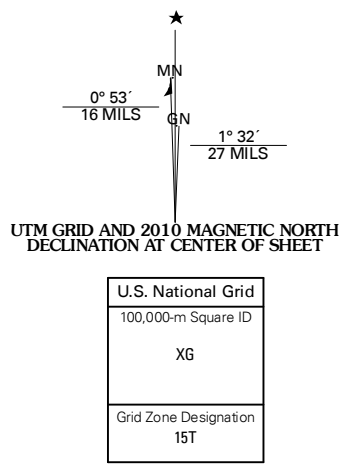 MN
0° 53´
16 MILS
GN
1° 32´
27 MILS
UTM GRID AND 2010 MAGNETIC NORTH
DECLINATION AT CENTER OF SHEET
U.S. National Grid
100,000-m Square ID
XG
Grid Zone Designation
15T